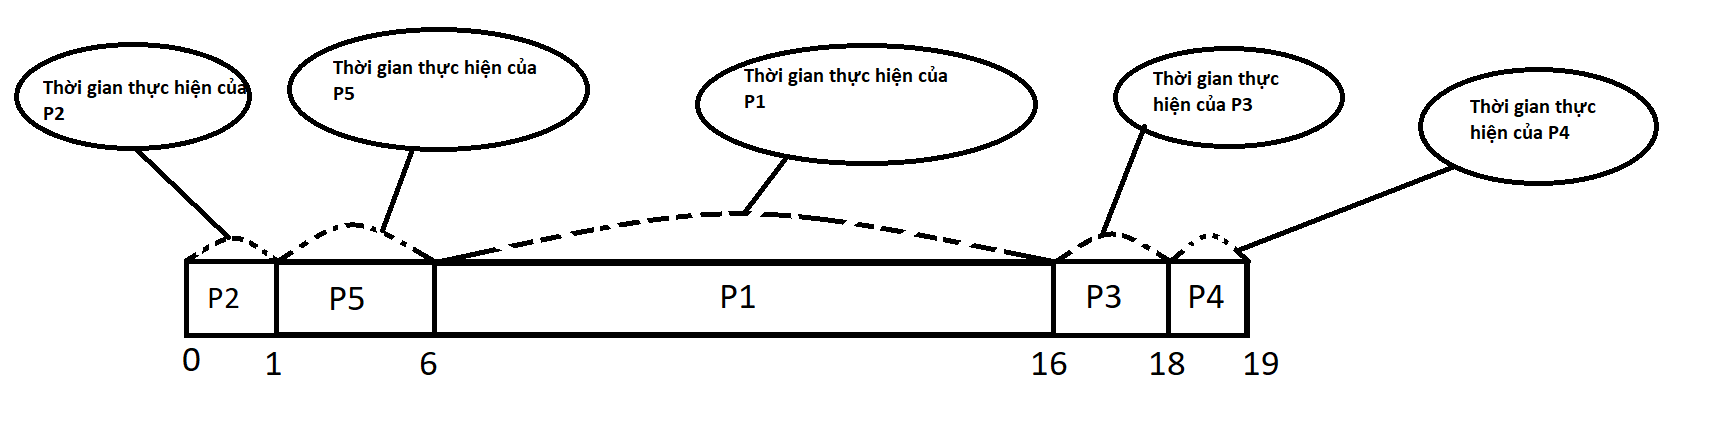 Thời gian thực hiện của
P2
Thời gian thực hiện của
P5
Thời gian thực hiện của
P1
Thời gian thực
hiện của P3
Thời gian thực
hiện của P4
P2 P5 P1 P3 P4
0 1 6 16 18 19